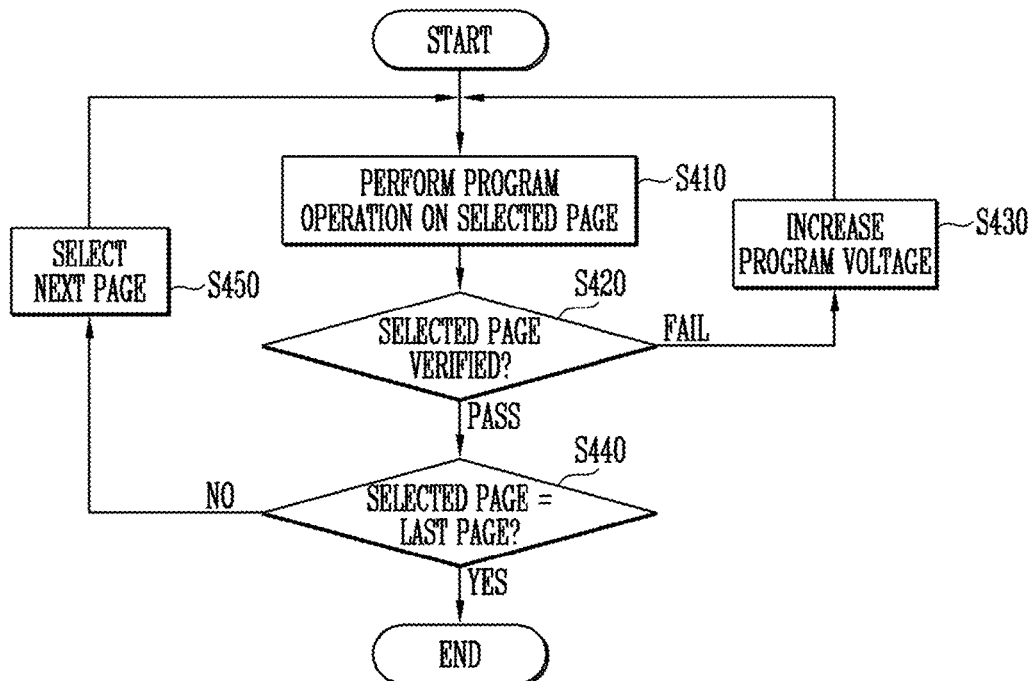 START
PERFORM PROGRAM
OPERATION ON SELECTED PAGE
S410
INCREASE
PROGRAM VOLTAGE
S430
SELECT
NEXT PAGE
S450
S420
SELECTED PAGE
VERIFIED?
FAIL
PASS
S440
SELECTED PAGE =
LAST PAGE?
NO
YES
END